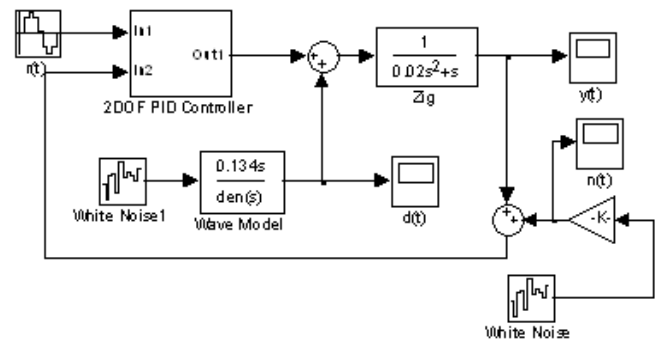 r(t)
In1
In2
Out1
2DOF PID Controller
+
+
1
0.02s²+s
Zig
y(t)
n(t)
White Noise1
0.134s
den(s)
Wave Model
d(t)
+
+
-K-
White Noise